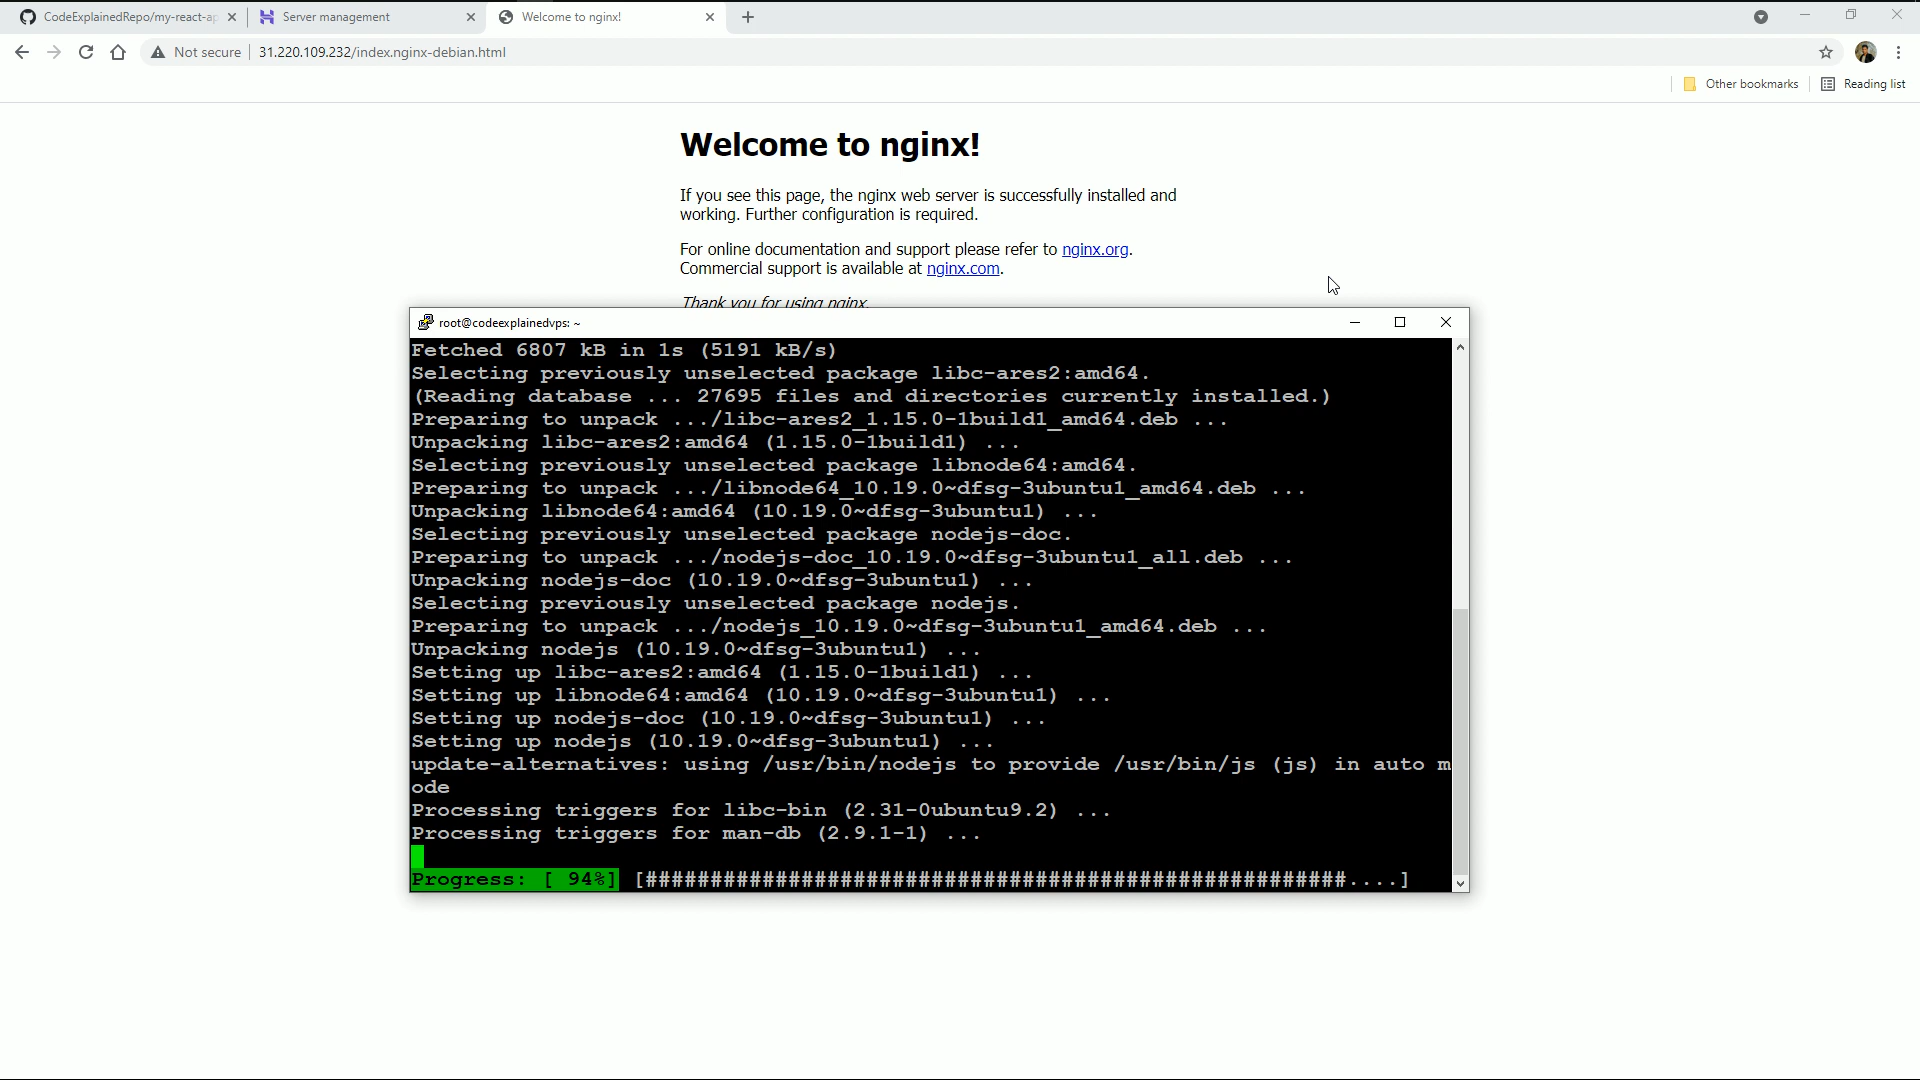 CodeExplainedRepo/my-react-ap
Server management
Welcome to nginx!
Not secure
31.220.109.232/index.nginx-debian.html
Other bookmarks
Reading list
Welcome to nginx!
If you see this page, the nginx web server is successfully installed and
working. Further configuration is required.
For online documentation and support please refer to nginx.org.
Commercial support is available at nginx.com.
Thank you for using nginx.
root@codeexplainedvps: ~
Fetched 6807 kB in 1s (5191 kB/s)
Selecting previously unselected package libc-ares2:amd64.
(Reading database ... 27695 files and directories currently installed.)
Preparing to unpack .../libc-ares2_1.15.0-1build1_amd64.deb ...
Unpacking libc-ares2:amd64 (1.15.0-1build1) ...
Selecting previously unselected package libnode64:amd64.
Preparing to unpack .../libnode64_10.19.0~dfsg-3ubuntu1_amd64.deb ...
Unpacking libnode64:amd64 (10.19.0~dfsg-3ubuntu1) ...
Selecting previously unselected package nodejs-doc.
Preparing to unpack .../nodejs-doc_10.19.0~dfsg-3ubuntu1_all.deb ...
Unpacking nodejs-doc (10.19.0~dfsg-3ubuntu1) ...
Selecting previously unselected package nodejs.
Preparing to unpack .../nodejs_10.19.0~dfsg-3ubuntu1_amd64.deb ...
Unpacking nodejs (10.19.0~dfsg-3ubuntu1) ...
Setting up libc-ares2:amd64 (1.15.0-1build1) ...
Setting up libnode64:amd64 (10.19.0~dfsg-3ubuntu1) ...
Setting up nodejs-doc (10.19.0~dfsg-3ubuntu1) ...
Setting up nodejs (10.19.0~dfsg-3ubuntu1) ...
update-alternatives: using /usr/bin/nodejs to provide /usr/bin/js (js) in auto m
ode
Processing triggers for libc-bin (2.31-0ubuntu9.2) ...
Processing triggers for man-db (2.9.1-1) ...
Progress: [ 94%] [######################################################....]